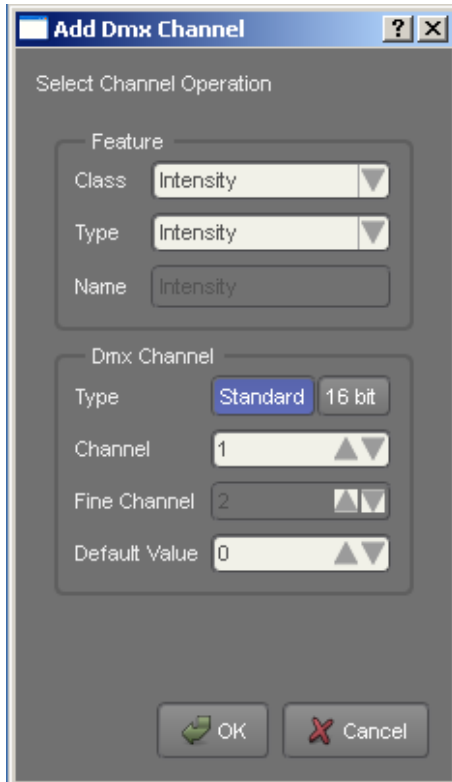 Add Dmx Channel
Select Channel Operation
Feature
Class Intensity
Type Intensity
Name Intensity
Dmx Channel
Type Standard 16 bit
Channel 1
Fine Channel 2
Default Value 0
OK Cancel